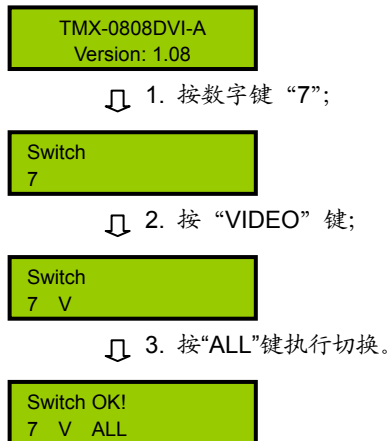 TMX-0808DVI-A
Version: 1.08
1. 按数字键“7”;
Switch
7
2. 按“VIDEO”键;
Switch
7 V
3. 按“ALL”键执行切换。
Switch OK!
7 V ALL